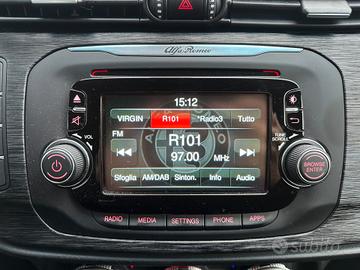 Alfa Romeo
15:12
VIRGIN R101 *Radio3 Tutto
FM
R101
97.00 MHz
VOL
TUNE
SCROLL
BROWSE
ENTER
Sfoglia AM/DAB Sinton. Info Audio
RADIO MEDIA SETTINGS PHONE APPS
subito